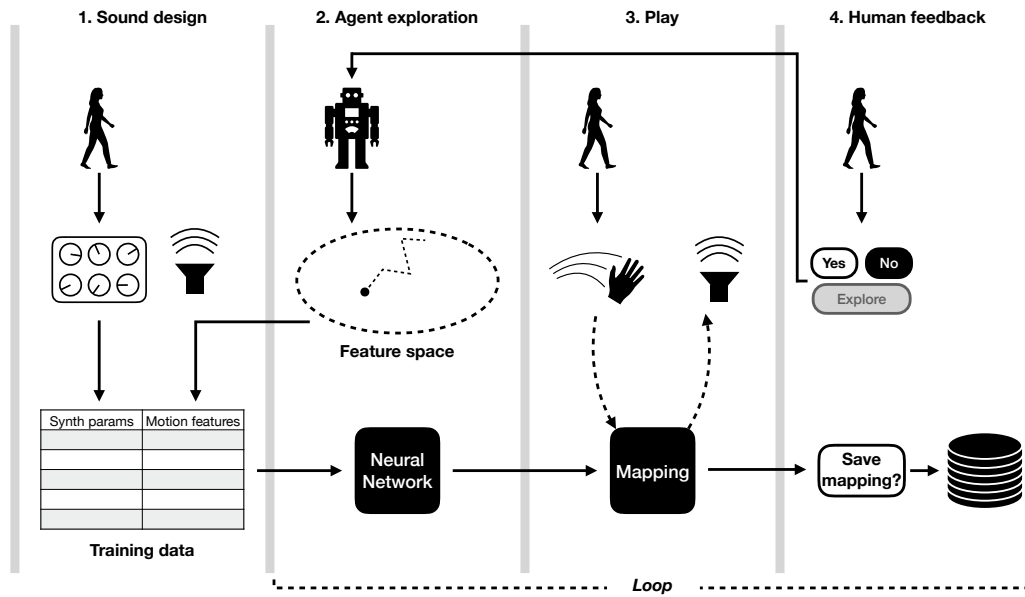 1. Sound design
2. Agent exploration
3. Play
4. Human feedback
Yes
No
Explore
Feature space
Synth params
Motion features
Neural
Network
Mapping
Save
mapping?
Training data
Loop